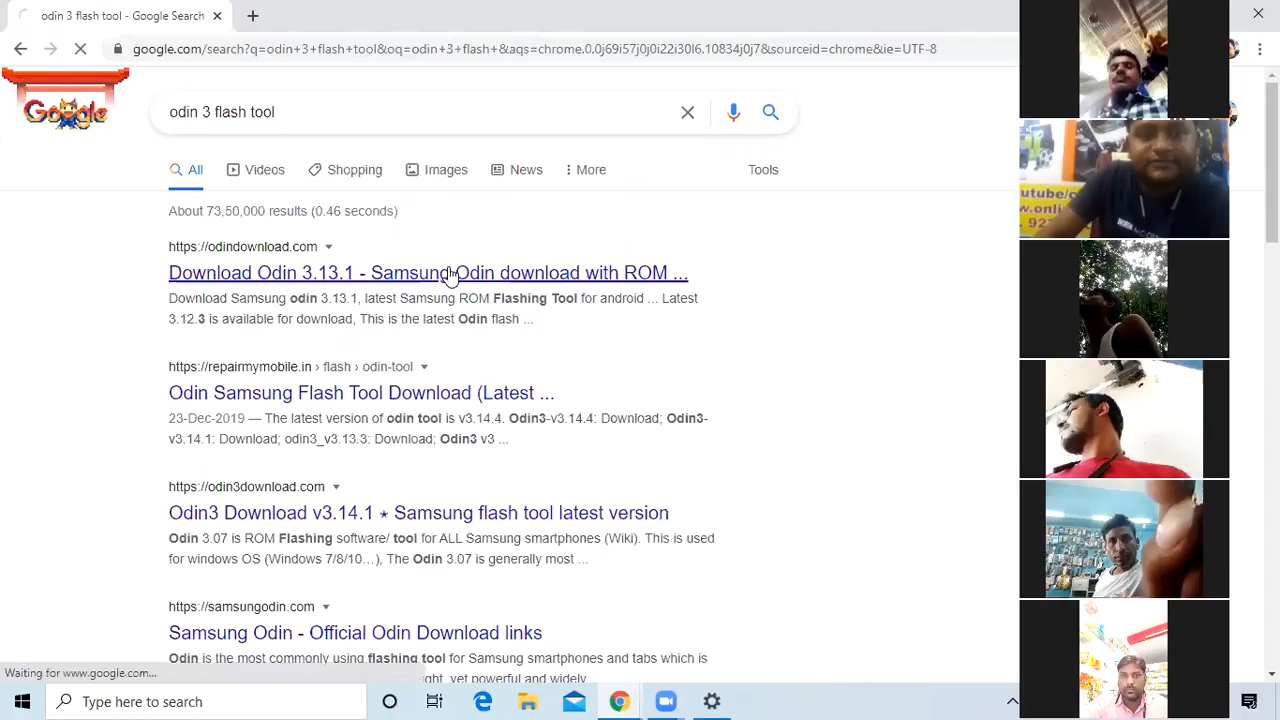 odin 3 flash tool - Google Search
google.com/search?q=odin+3+flash+tool&oq=odin+3+flash+&aqs=chrome.0.0j69i57j0j0i22i30l6.10834j0j7&sourceid=chrome&ie=UTF-8
Google
odin 3 flash tool
All Videos Shopping Images News More Tools
About 73,50,000 results (0.46 seconds)
https://odindownload.com
Download Odin 3.13.1 - Samsung Odin download with ROM ...
Download Samsung odin 3.13.1, latest Samsung ROM Flashing Tool for android ... Latest
3.12.3 is available for download, This is the latest Odin flash ...
https://repairmymobile.in › flash › odin-tool
Odin Samsung Flash Tool Download (Latest ...
23-Dec-2019 — The latest version of odin tool is v3.14.4. Odin3-v3.14.4: Download; Odin3-
v3.14.1: Download; odin3_v3.13.3: Download; Odin3 v3 ...
https://odin3download.com
Odin3 Download v3.14.1 ⋆ Samsung flash tool latest version
Odin 3.07 is ROM Flashing Software tool for ALL Samsung smartphones (Wiki). This is used
for windows OS (Windows 7/8/10…), The Odin 3.07 is generally most ...
https://samsungodin.com
Samsung Odin - Official Odin Download links
Odin is the most commonly using flashing tool for Samsung smartphones and tabs which is
powerful and widely
Waiting for www.google.com...
Type here to search
utube/c
w.onli
. 92